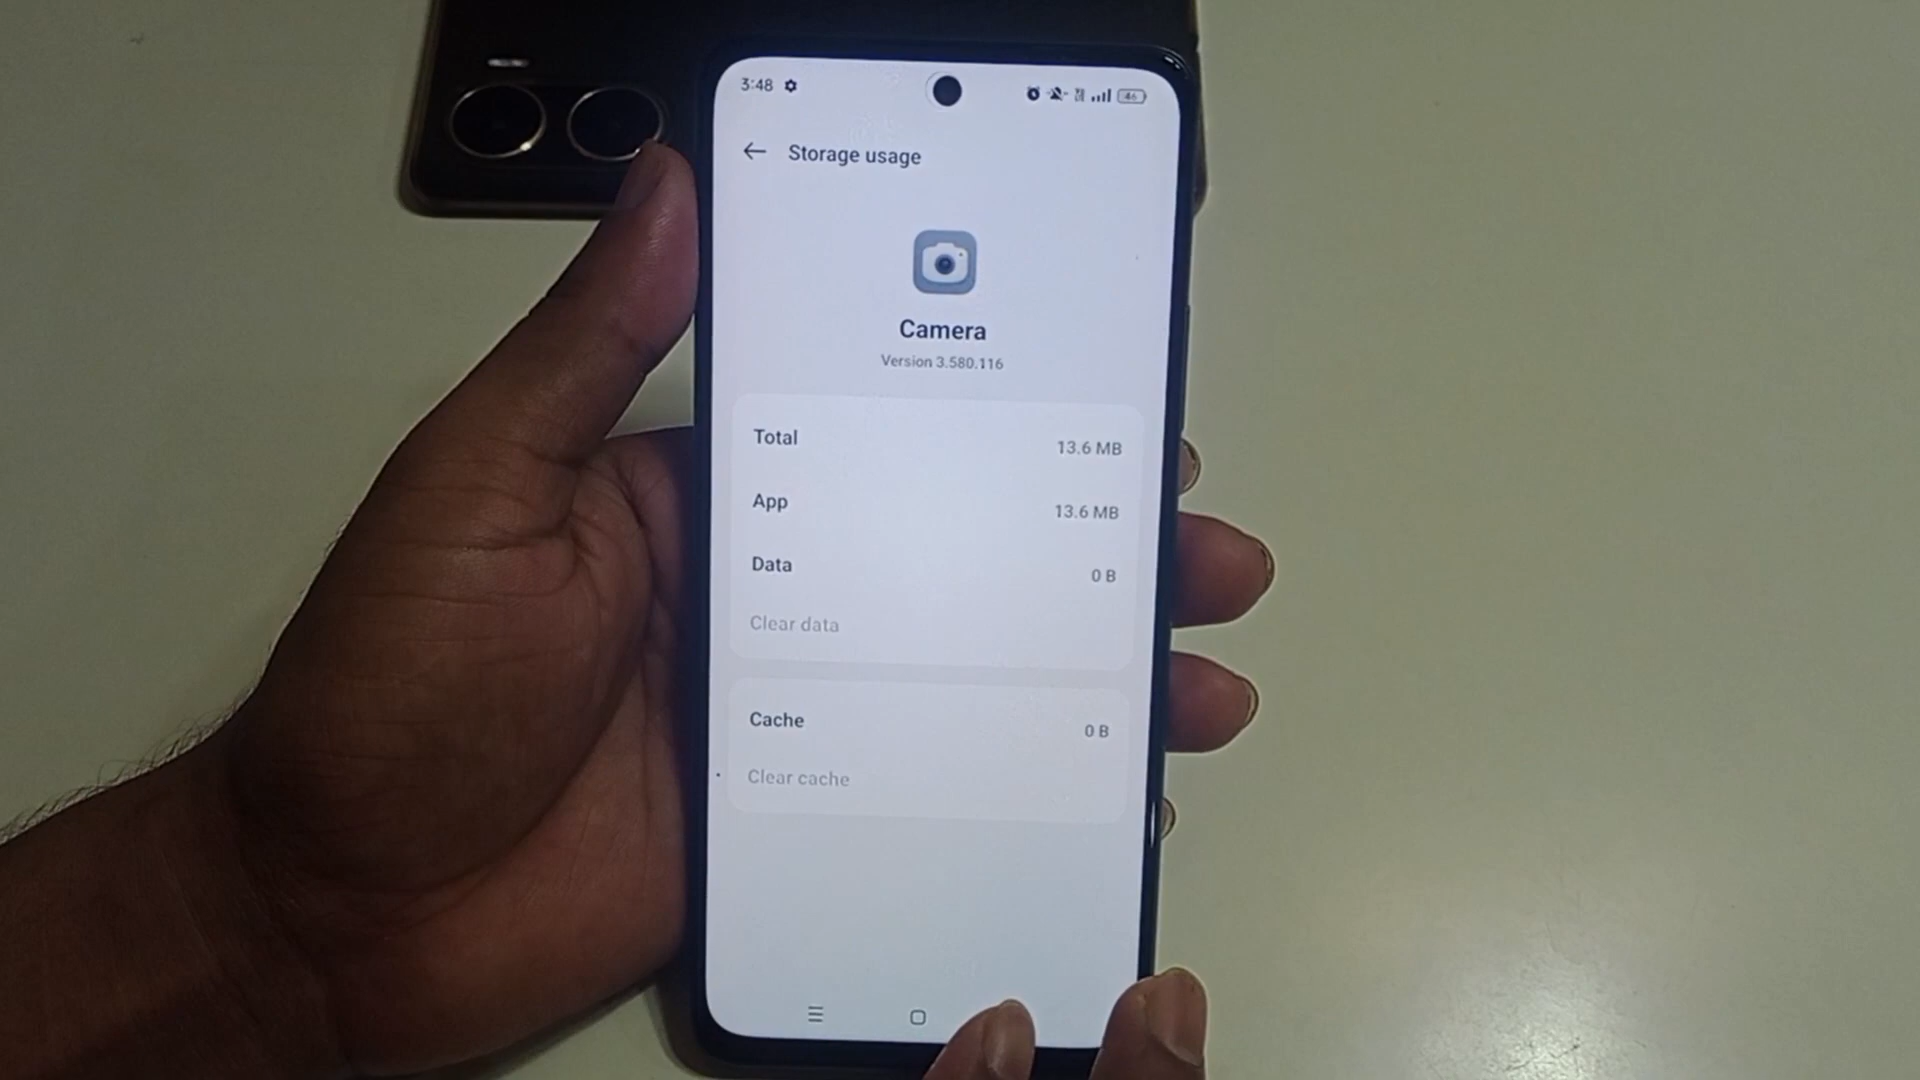 3:48
46
Storage usage
Camera
Version 3.580.116
Total
13.6 MB
App
13.6 MB
Data
0 B
Clear data
Cache
0 B
Clear cache